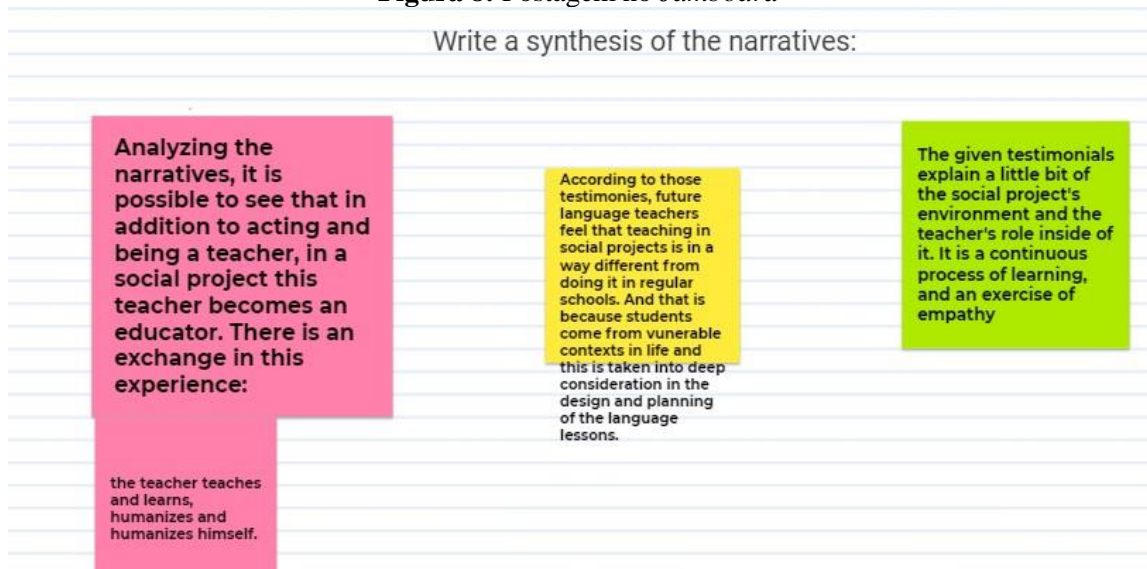 Write a synthesis of the narratives:
Analyzing the
narratives, it is
possible to see that in
addition to acting and
being a teacher, in a
social project this
teacher becomes an
educator. There is an
exchange in this
experience:
the teacher teaches
and learns,
humanizes and
humanizes himself.
According to those
testimonies, future
language teachers
feel that teaching in
social projects is in a
way different from
doing it in regular
schools. And that is
because students
come from vunerable
contexts in life and
this is taken into deep
consideration in the
design and planning
of the language
lessons.
The given testimonials
explain a little bit of
the social project's
environment and the
teacher's role inside of
it. It is a continuous
process of learning,
and an exercise of
empathy